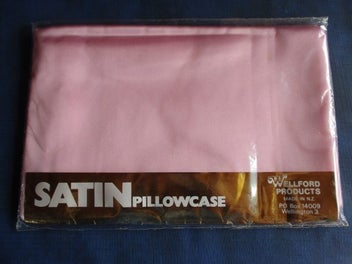 SATIN PILLOWCASE
WELLFORD
PRODUCTS
MADE IN NZ
PO Box 14009
Wellington 3.